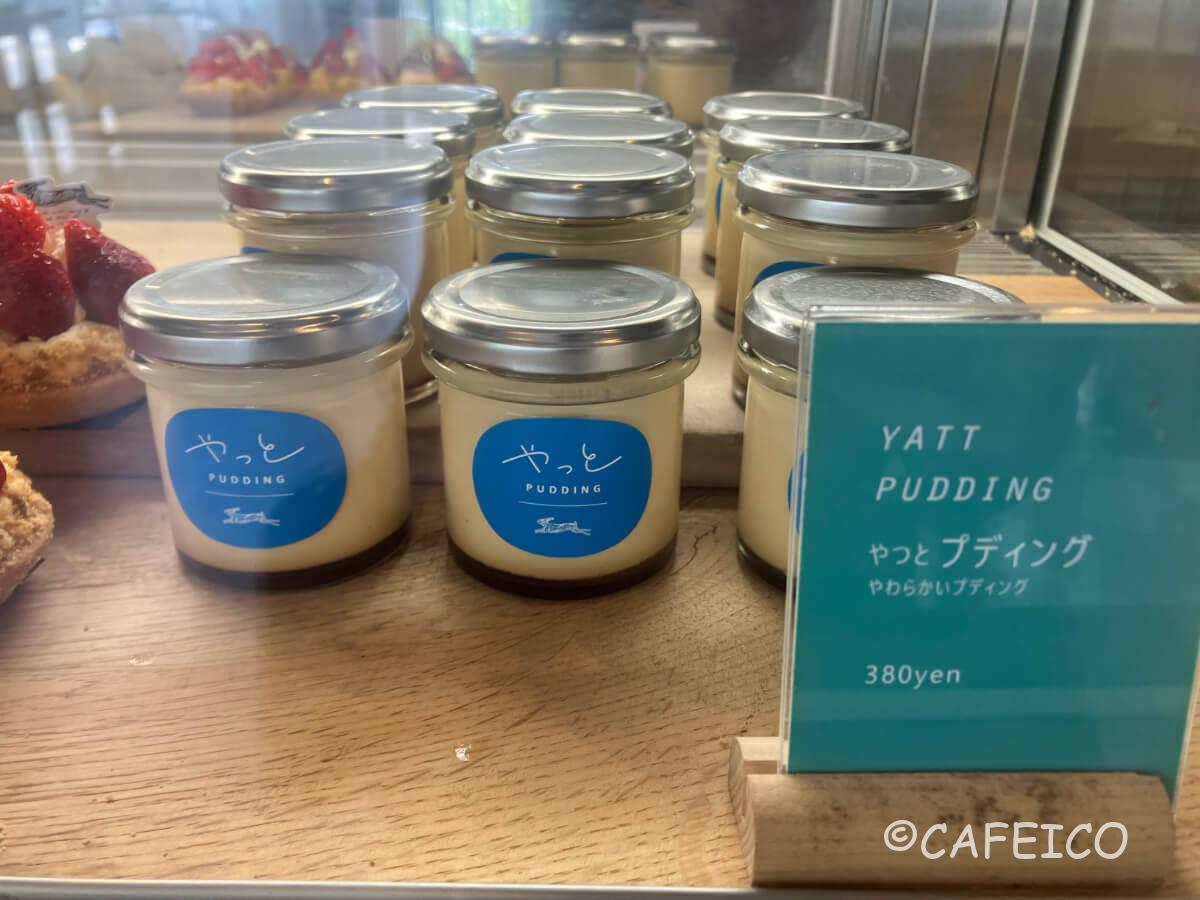 やっと
PUDDING
やっと
PUDDING
YATT
PUDDING
やっと プディング
やわらかいプディング
380yen
©CAFEICO